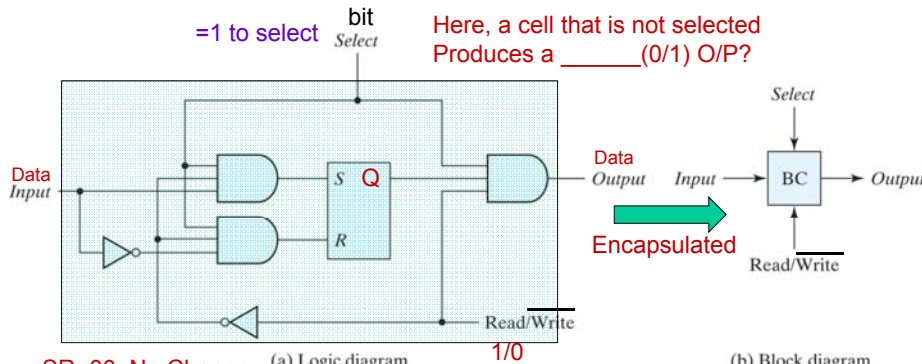 bit
=1 to select
Select
Here, a cell that is not selected
Produces a ______(0/1) O/P?
Select
Data
Input
S
Q
R
Data
Output
Input
BC
Output
Encapsulated
Read/Write
Read/Write
1/0
(a) Logic diagram
(b) Block diagram